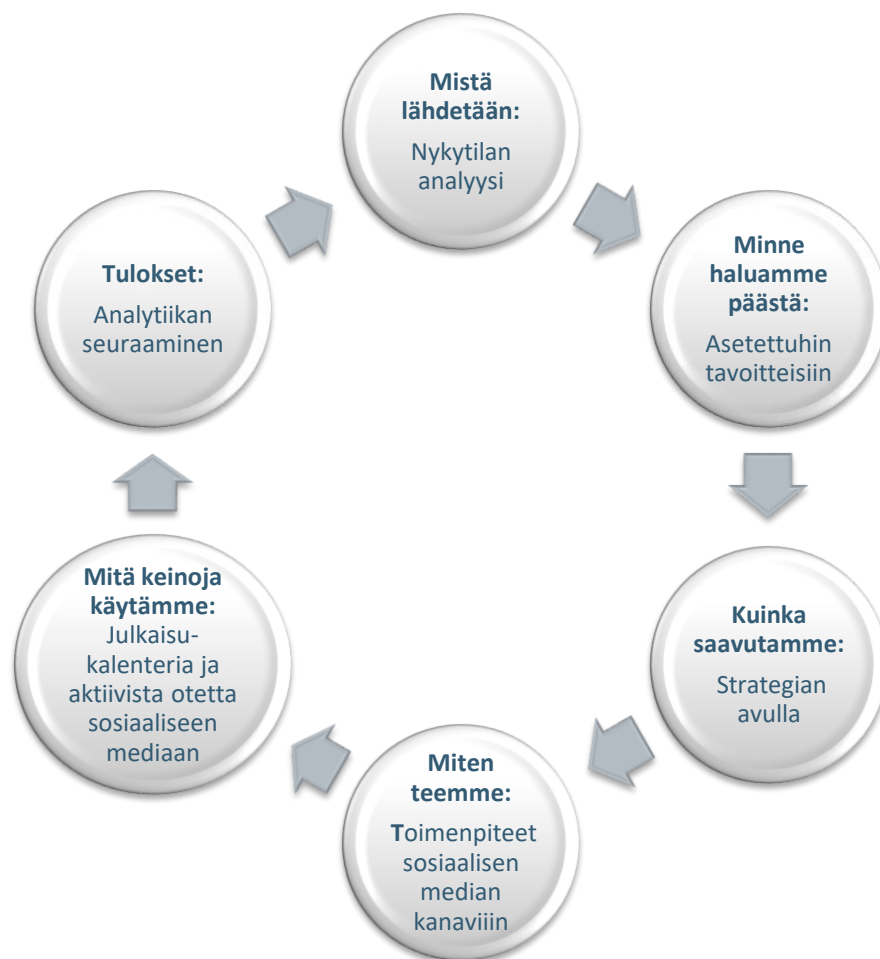 Mistä
lähdetään:
Nykytilan
analyysi
Minne
haluamme
päästä:
Asetettuhin
tavoitteisiin
Kuinka
saavutamme:
Strategian
avulla
Miten
teemme:
Toimenpiteet
sosiaalisen
median
kanaviiin
Mitä keinoja
käytämme:
Julkaisu-
kalenteria ja
aktiivista otetta
sosiaaliseen
mediaan
Tulokset:
Analytiikan
seuraaminen